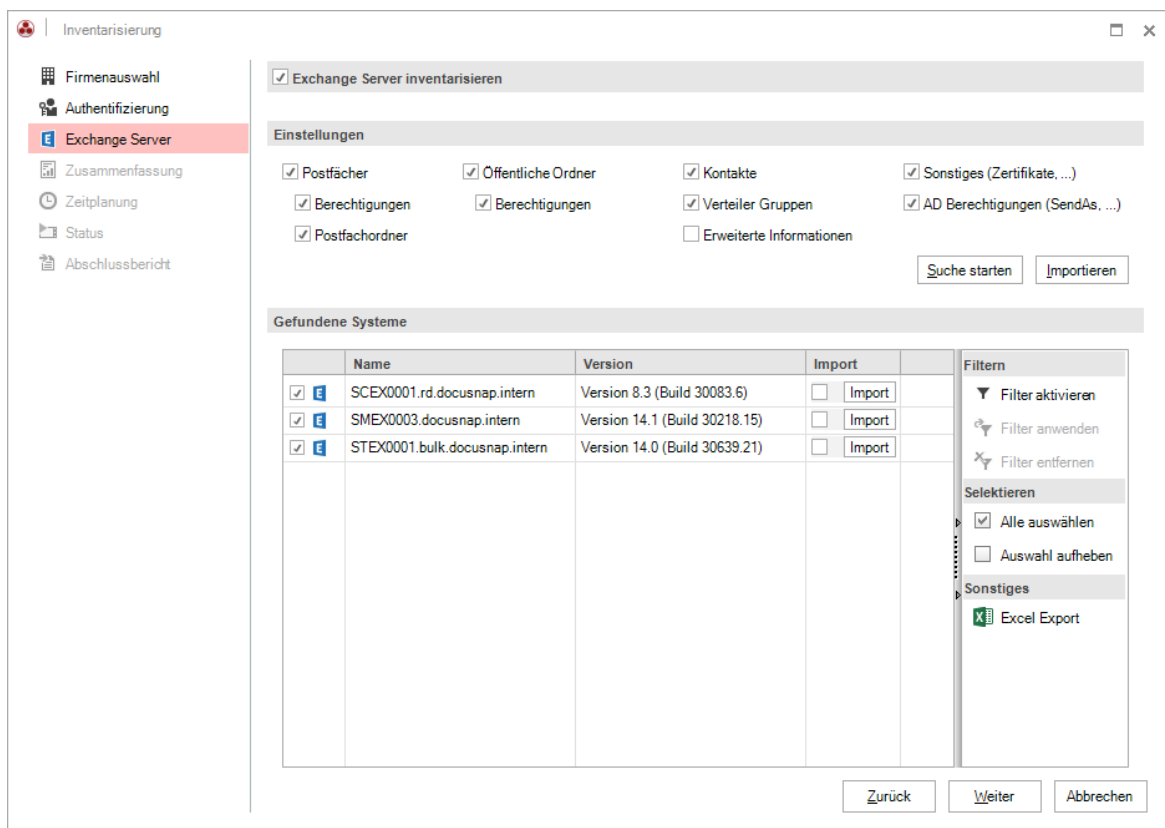 Inventarisierung
Firmenauswahl
Authentifizierung
Exchange Server
Zusammenfassung
Zeitplanung
Status
Abschlussbericht
Exchange Server inventarisieren
Einstellungen
Postfächer Öffentliche Ordner Kontakte Sonstiges (Zertifikate, ...)
Berechtigungen Berechtigungen Verteiler Gruppen AD Berechtigungen (SendAs, ...)
Postfachordner Erweiterte Informationen
Suche starten Importieren
Gefundene Systeme
Name Version Import
SCEX0001.rd.docusnap.intern Version 8.3 (Build 30083.6) Import
SMEX0003.docusnap.intern Version 14.1 (Build 30218.15) Import
STEX0001.bulk.docusnap.intern Version 14.0 (Build 30639.21) Import
Filtern
Filter aktivieren
Filter anwenden
Filter entfernen
Selektieren
Alle auswählen
Auswahl aufheben
Sonstiges
Excel Export
Zurück Weiter Abbrechen